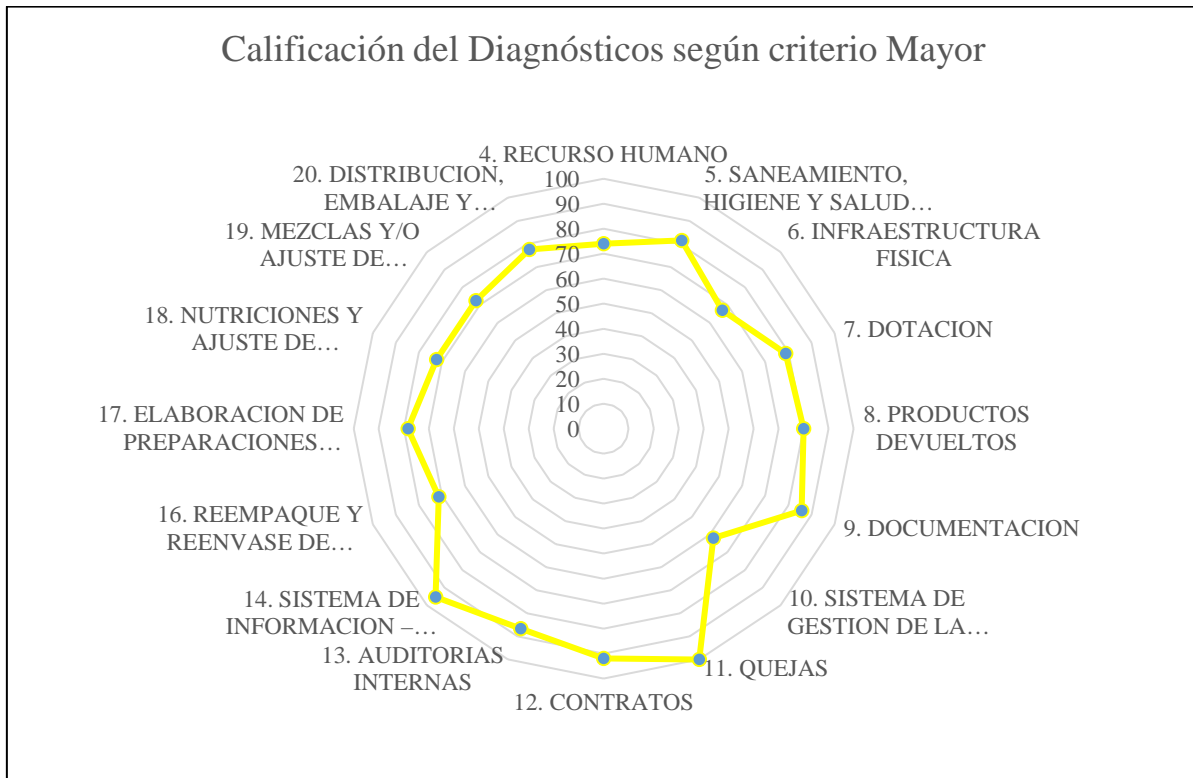 Calificación del Diagnósticos según criterio Mayor
4. RECURSO HUMANO
5. SANEAMIENTO,
HIGIENE Y SALUD…
6. INFRAESTRUCTURA
FISICA
7. DOTACION
8. PRODUCTOS
DEVUELTOS
9. DOCUMENTACION
10. SISTEMA DE
GESTION DE LA…
11. QUEJAS
12. CONTRATOS
13. AUDITORIAS
INTERNAS
14. SISTEMA DE
INFORMACION –…
16. REEMPAQUE Y
REENVASE DE…
17. ELABORACION DE
PREPARACIONES…
18. NUTRICIONES Y
AJUSTE DE…
19. MEZCLAS Y/O
AJUSTE DE…
20. DISTRIBUCION,
EMBALAJE Y…
100
90
80
70
60
50
40
30
20
10
0